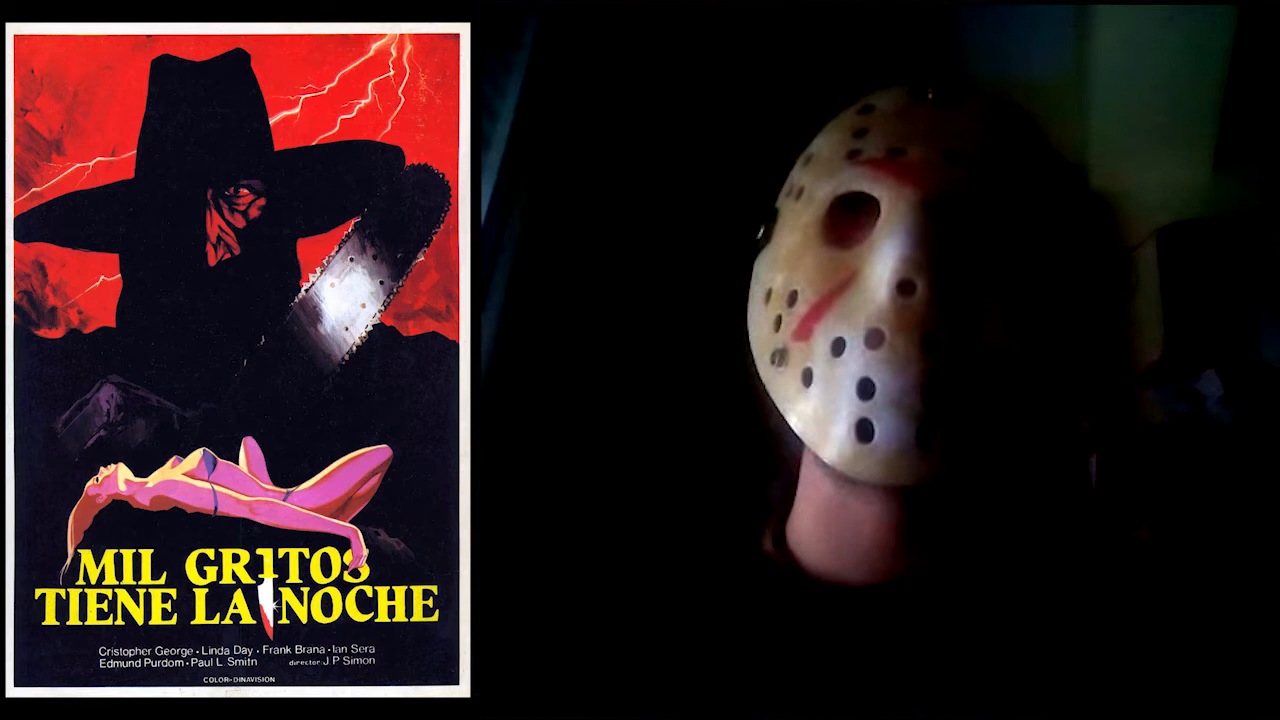 MIL GRITOS
TIENE LA NOCHE
Cristopher George • Linda Day • Frank Brana • Ian Sera
Edmund Purdom • Paul L. Smith director J P Simon
COLOR-DINAVISION